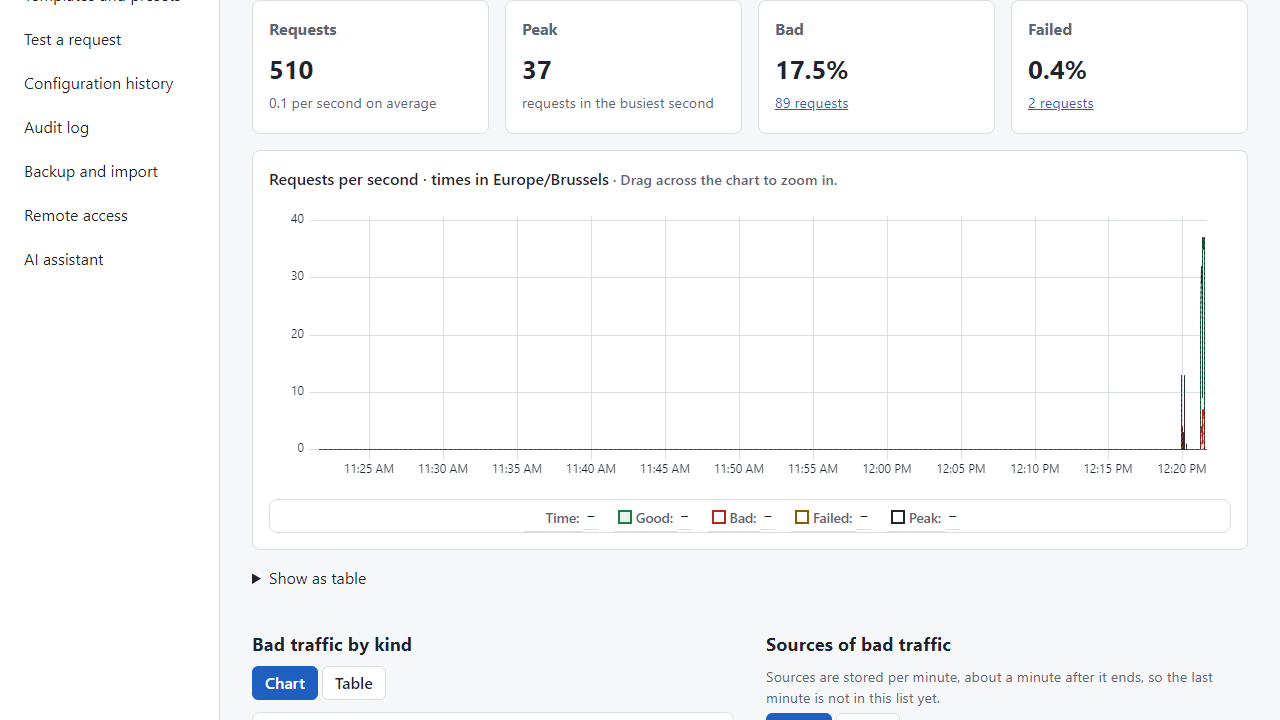 Templates and presets
Test a request
Configuration history
Audit log
Backup and import
Remote access
AI assistant
Requests
510
0.1 per second on average
Peak
37
requests in the busiest second
Bad
17.5%
89 requests
Failed
0.4%
2 requests
Requests per second · times in Europe/Brussels · Drag across the chart to zoom in.
40
30
20
10
0
11:25 AM 11:30 AM 11:35 AM 11:40 AM 11:45 AM 11:50 AM 11:55 AM 12:00 PM 12:05 PM 12:10 PM 12:15 PM 12:20 PM
Time: – Good: – Bad: – Failed: – Peak: –
Show as table
Bad traffic by kind
Chart Table
Sources of bad traffic
Sources are stored per minute, about a minute after it ends, so the last
minute is not in this list yet.